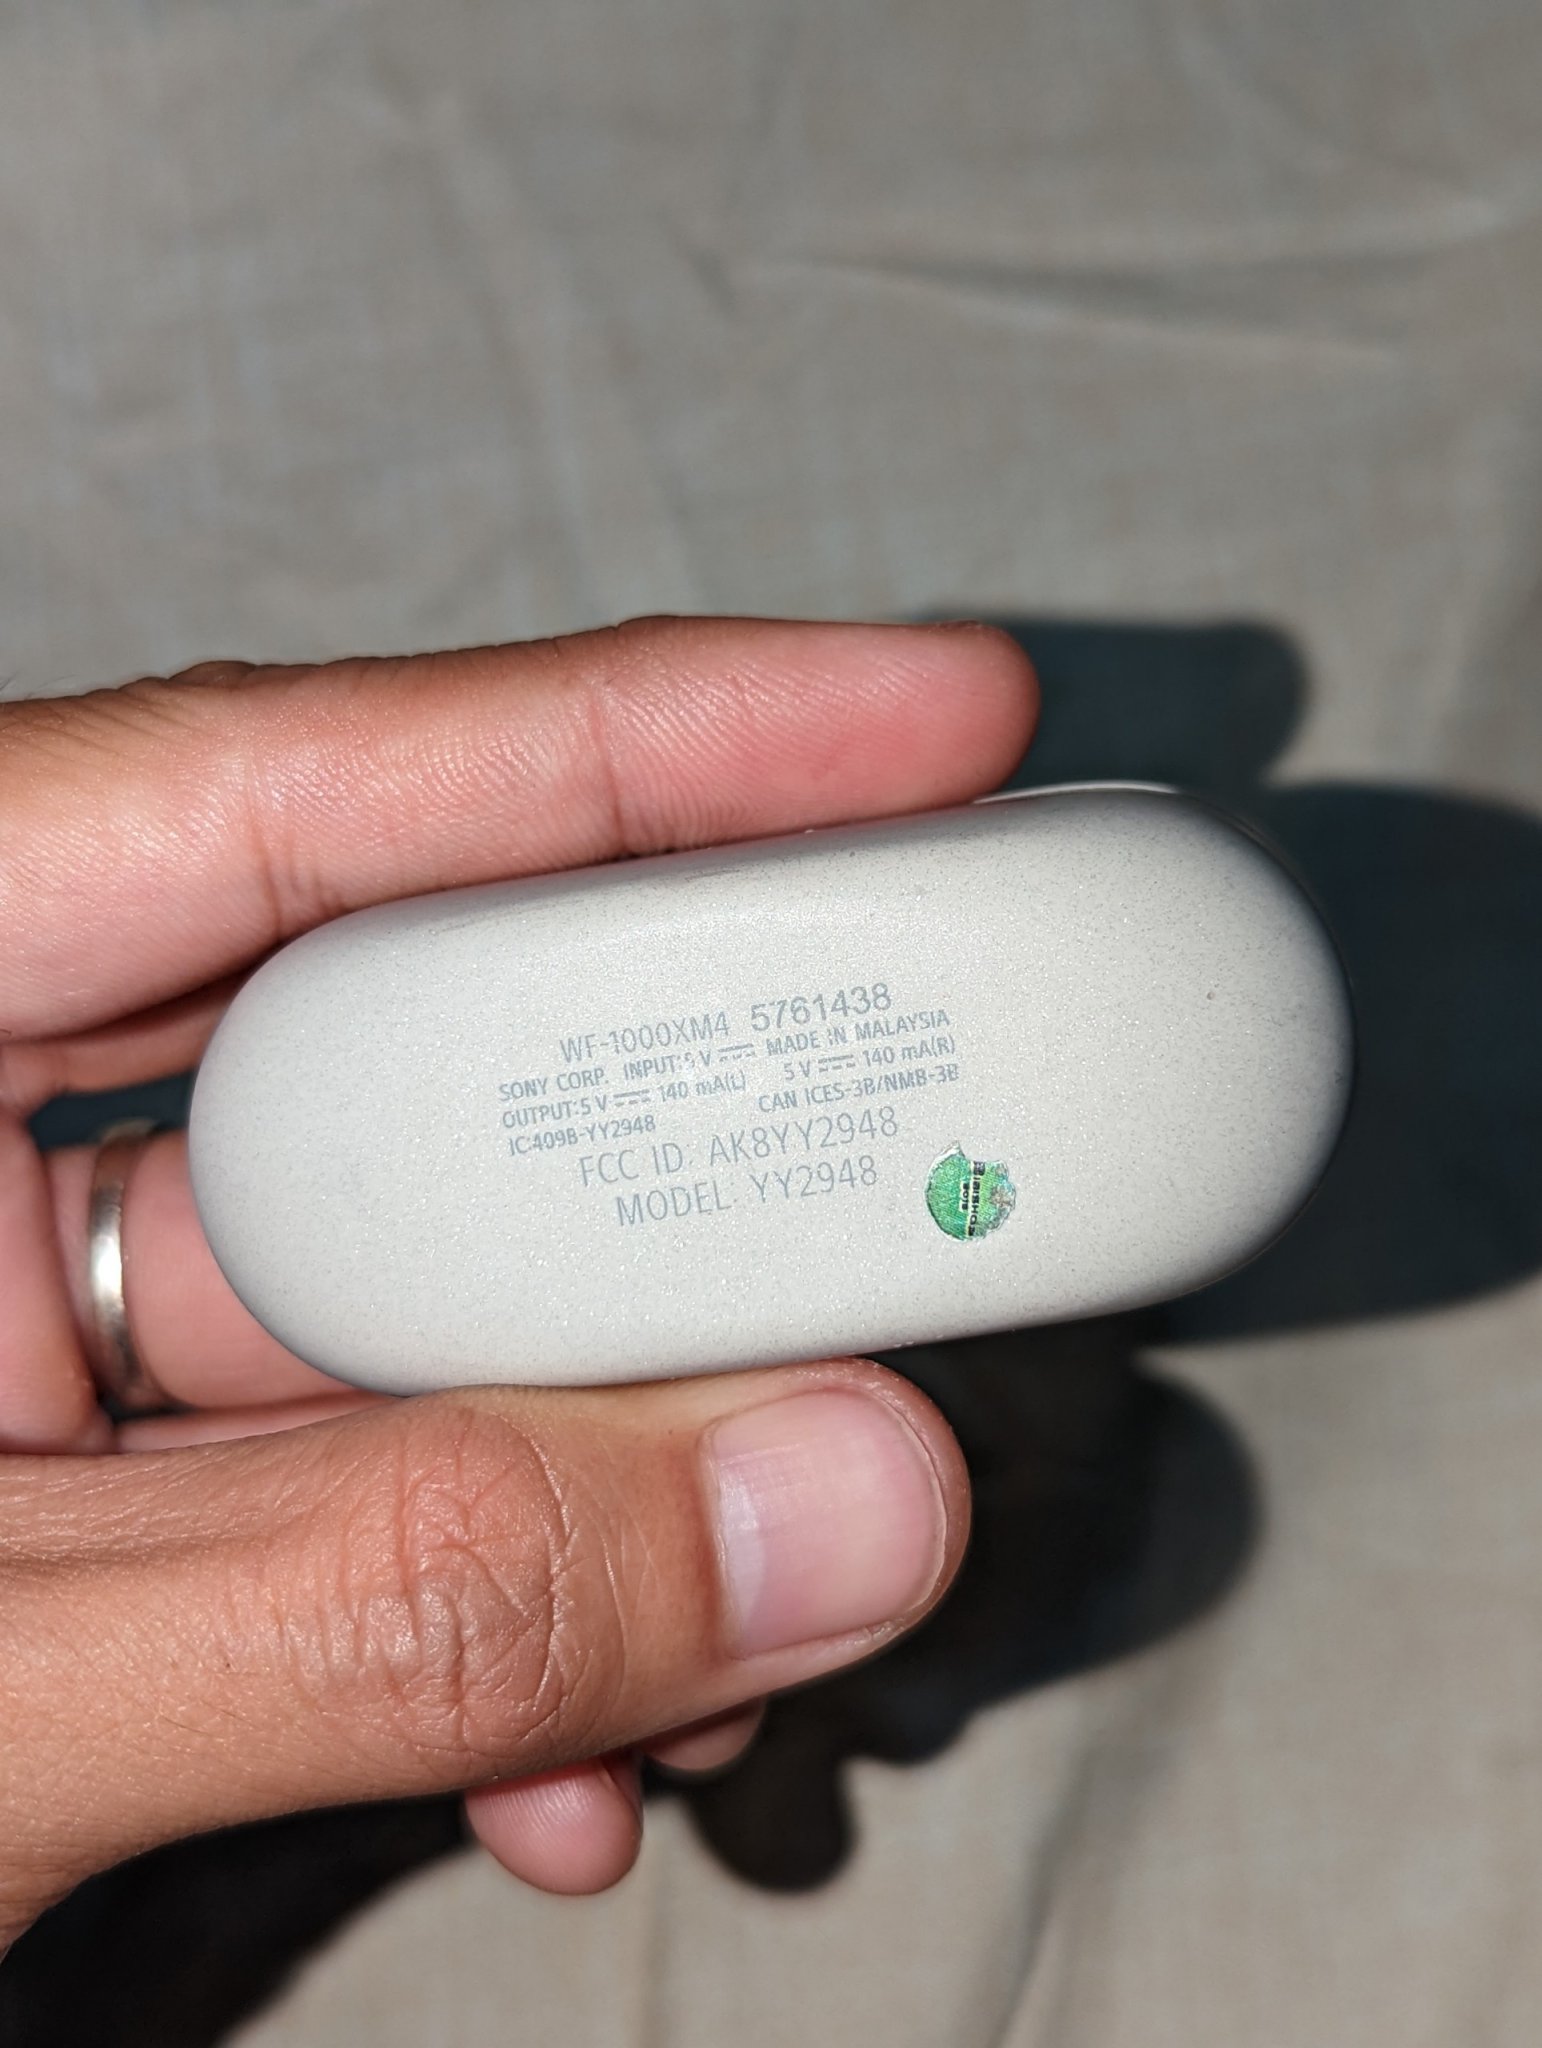 WF-1000XM4 5761438
SONY CORP. INPUT:5 V ⎓ MADE IN MALAYSIA
OUTPUT:5 V ⎓ 140 mA(L) 5 V ⎓ 140 mA(R)
IC:409B-YY2948 CAN ICES-3B/NMB-3B
FCC ID: AK8YY2948
MODEL: YY2948